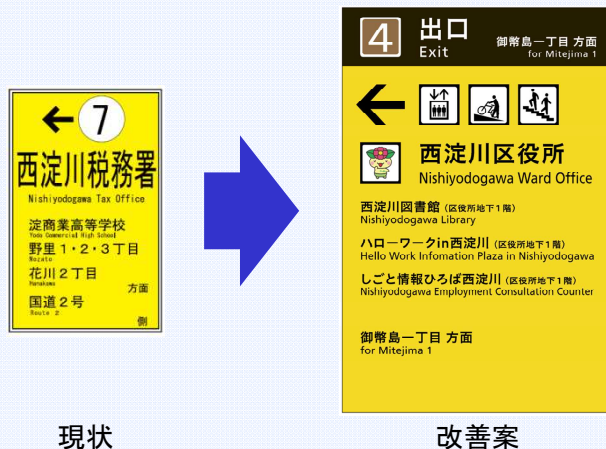 ← 7
西淀川税務署
Nishiyodogawa Tax Office
淀商業高等学校
Yodo Commercial High School
野里1・2・3丁目
Nozato
花川2丁目
Hanakawa
方面
国道2号
Route 2
側
現状
4 出口
Exit
御幣島一丁目 方面
for Mitejima 1
←
西淀川区役所
Nishiyodogawa Ward Office
西淀川図書館 (区役所地下1階)
Nishiyodogawa Library
ハローワークin西淀川 (区役所地下1階)
Hello Work Infomation Plaza in Nishiyodogawa
しごと情報ひろば西淀川 (区役所地下1階)
Nishiyodogawa Employment Consultation Counter
御幣島一丁目 方面
for Mitejima 1
改善案